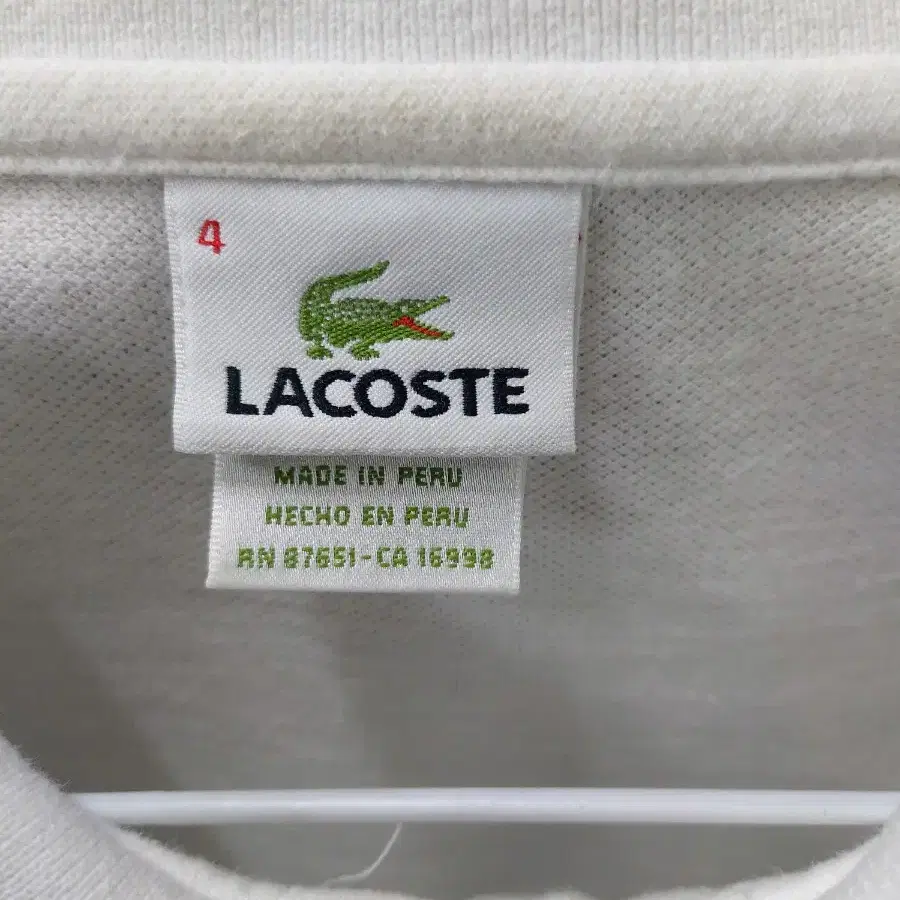 4
LACOSTE
MADE IN PERU
HECHO EN PERU
RN 87651-CA 16998